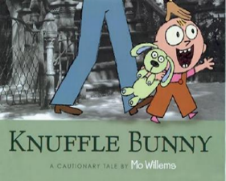 KNUFFLE BUNNY
A CAUTIONARY TALE BY Mo Willems